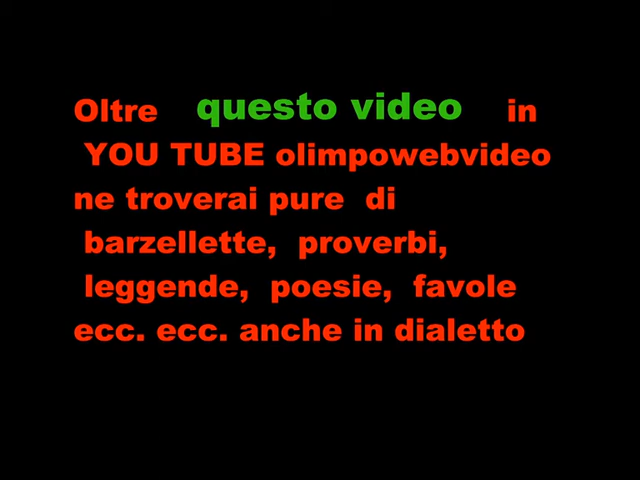 Oltre questo video in
YOU TUBE olimpowebvideo
ne troverai pure di
barzellette, proverbi,
leggende, poesie, favole
ecc. ecc. anche in dialetto